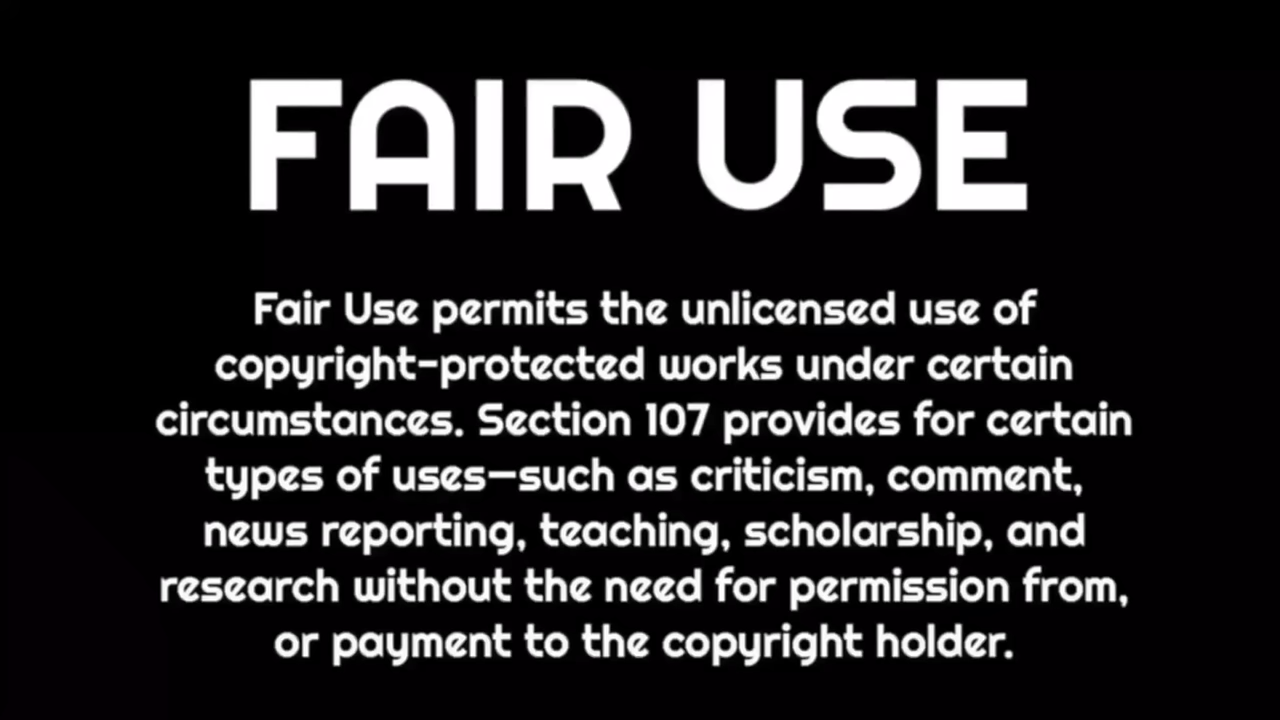 FAIR USE
Fair Use permits the unlicensed use of
copyright-protected works under certain
circumstances. Section 107 provides for certain
types of uses—such as criticism, comment,
news reporting, teaching, scholarship, and
research without the need for permission from,
or payment to the copyright holder.